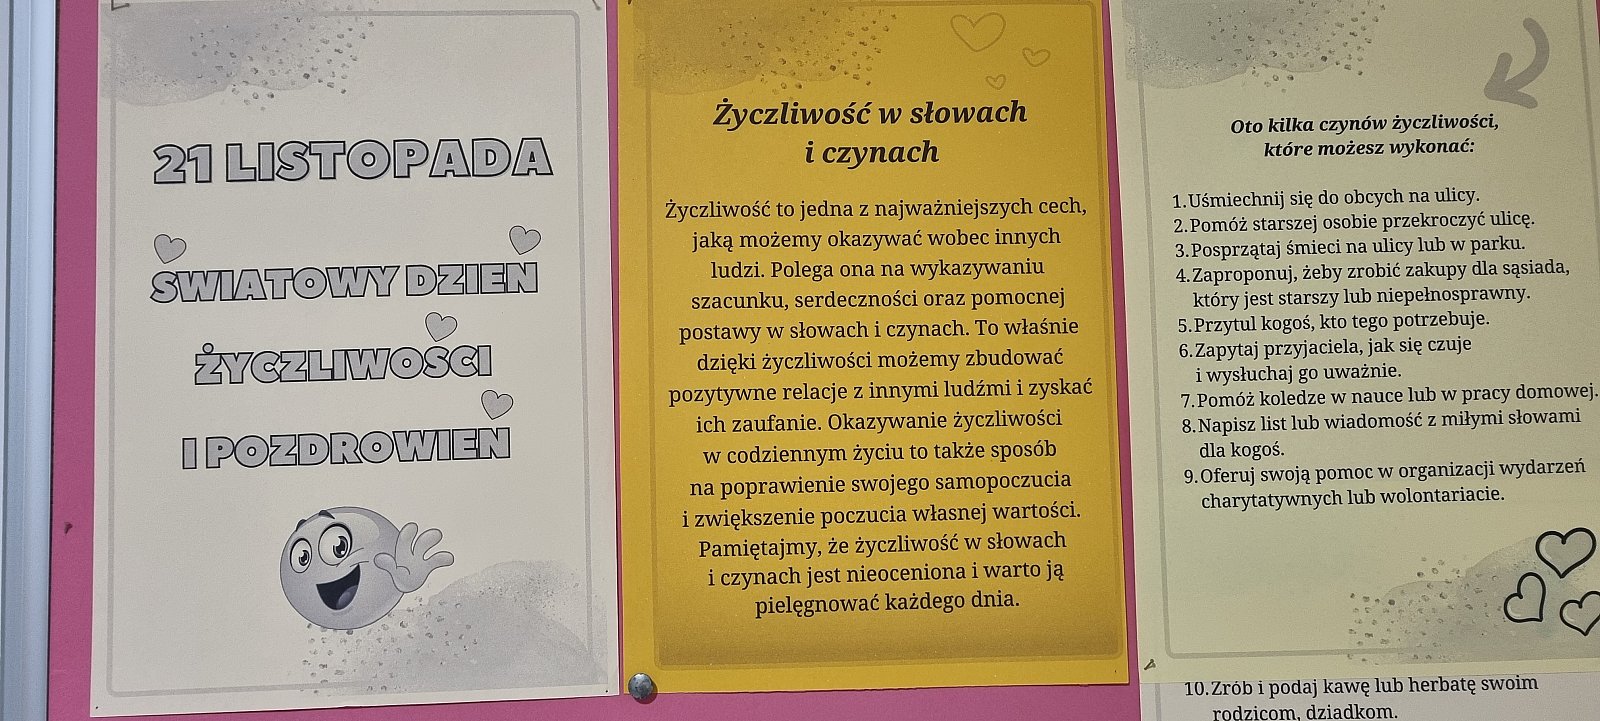 21 LISTOPADA
ŚWIATOWY DZIEŃ
ŻYCZLIWOŚCI
I POZDROWIEŃ
Życzliwość w słowach
i czynach
Życzliwość to jedna z najważniejszych cech,
jaką możemy okazywać wobec innych
ludzi. Polega ona na wykazywaniu
szacunku, serdeczności oraz pomocnej
postawy w słowach i czynach. To właśnie
dzięki życzliwości możemy zbudować
pozytywne relacje z innymi ludźmi i zyskać
ich zaufanie. Okazywanie życzliwości
w codziennym życiu to także sposób
na poprawienie swojego samopoczucia
i zwiększenie poczucia własnej wartości.
Pamiętajmy, że życzliwość w słowach
i czynach jest nieoceniona i warto ją
pielęgnować każdego dnia.
Oto kilka czynów życzliwości,
które możesz wykonać:
1. Uśmiechnij się do obcych na ulicy.
2. Pomóż starszej osobie przekroczyć ulicę.
3. Posprzątaj śmieci na ulicy lub w parku.
4. Zaproponuj, żeby zrobić zakupy dla sąsiada,
który jest starszy lub niepełnosprawny.
5. Przytul kogoś, kto tego potrzebuje.
6. Zapytaj przyjaciela, jak się czuje
i wysłuchaj go uważnie.
7. Pomóż koledze w nauce lub w pracy domowej.
8. Napisz list lub wiadomość z miłymi słowami
dla kogoś.
9. Oferuj swoją pomoc w organizacji wydarzeń
charytatywnych lub wolontariacie.
10. Zrób i podaj kawę lub herbatę swoim
rodzicom, dziadkom.